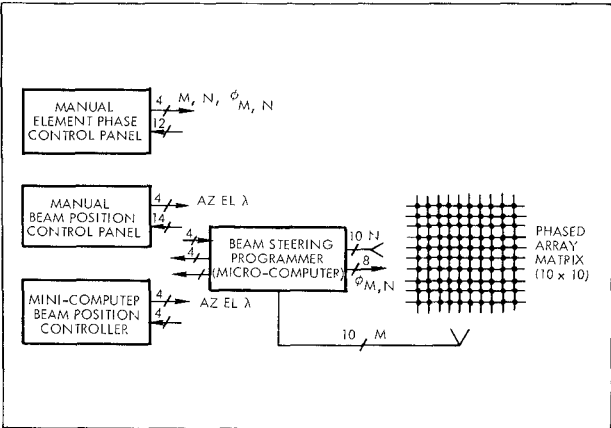 MANUAL
ELEMENT PHASE
CONTROL PANEL
4
M, N, ϕ M, N
12
MANUAL
BEAM POSITION
CONTROL PANEL
4
AZ EL λ
14
MINI-COMPUTEP
BEAM POSITION
CONTROLLER
4
AZ EL λ
4
4
4
BEAM STEERING
PROGRAMMER
(MICRO-COMPUTER)
10 N
8
ϕM,N
10 M
PHASED
ARRAY
MATRIX
(10 x 10)